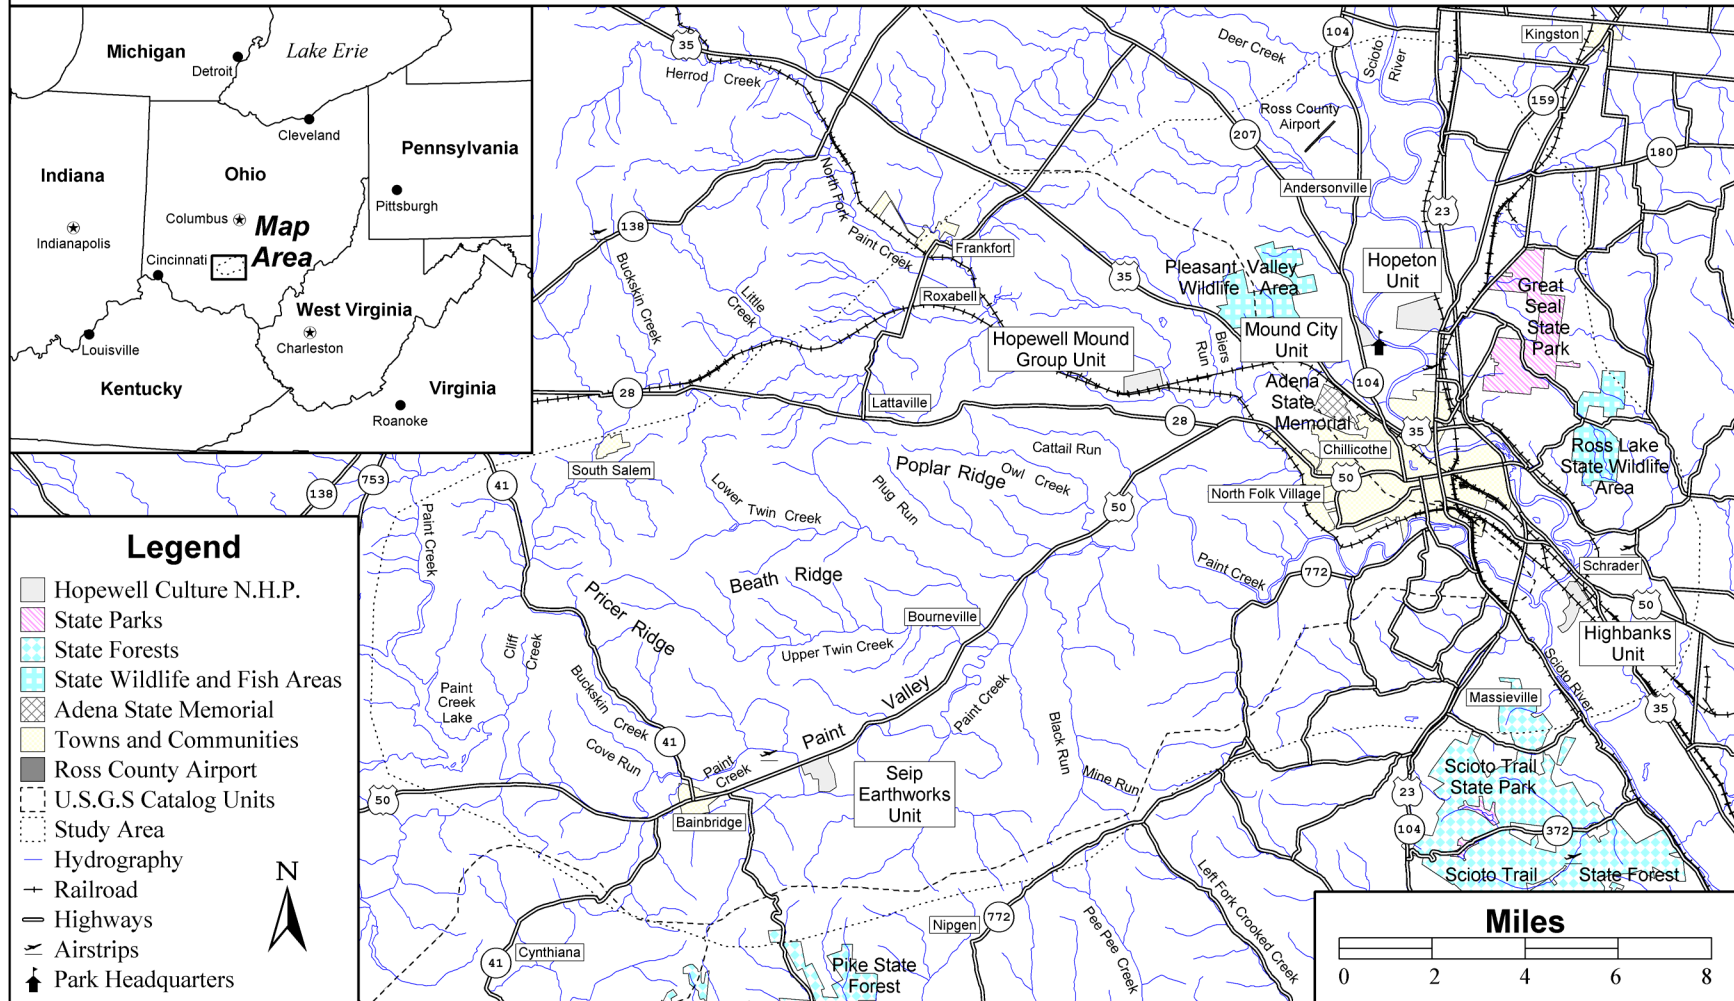 Michigan
Lake Erie
Detroit
Cleveland
Pennsylvania
Indiana
Ohio
Pittsburgh
Columbus
Map
Area
Indianapolis
Cincinnati
West Virginia
Charleston
Louisville
Kentucky
Virginia
Roanoke
35
Herrod Creek
Deer Creek
104
Scioto
River
Kingston
159
Ross County
Airport
207
180
North Fork
Paint Creek
Andersonville
23
138
Frankfort
Buckskin Creek
Little
Creek
Roxabell
35
Pleasant Valley
Wildlife Area
Hopeton
Unit
Great
Seal
State
Park
Hopewell Mound
Group Unit
Biers
Run
Mound City
Unit
28
Lattaville
104
Adena
State
Memorial
28
35
Chillicothe
Cattail Run
Ross Lake
State Wildlife
Area
South Salem
Poplar Ridge
Owl Creek
50
North Folk Village
138
753
41
Lower Twin Creek
Plug Run
50
Paint Creek
Paint Creek
772
Schrader
50
Beath Ridge
Pricer Ridge
Bourneville
Highbanks
Unit
Cliff
Creek
Upper Twin Creek
Scioto River
Paint
Creek
Lake
Buckskin Creek
Paint Valley
Paint Creek
Massieville
35
Black Run
41
Cove Run
Paint
Creek
Mine Run
Scioto Trail
State Park
50
Seip
Earthworks
Unit
23
Bainbridge
104
372
Scioto Trail State Forest
Left Fork Crooked Creek
Nipgen
772
Pee Pee Creek
Cynthiana
41
Pike State
Forest
Legend
Hopewell Culture N.H.P.
State Parks
State Forests
State Wildlife and Fish Areas
Adena State Memorial
Towns and Communities
Ross County Airport
U.S.G.S Catalog Units
Study Area
Hydrography
Railroad
Highways
Airstrips
Park Headquarters
N
Miles
0 2 4 6 8